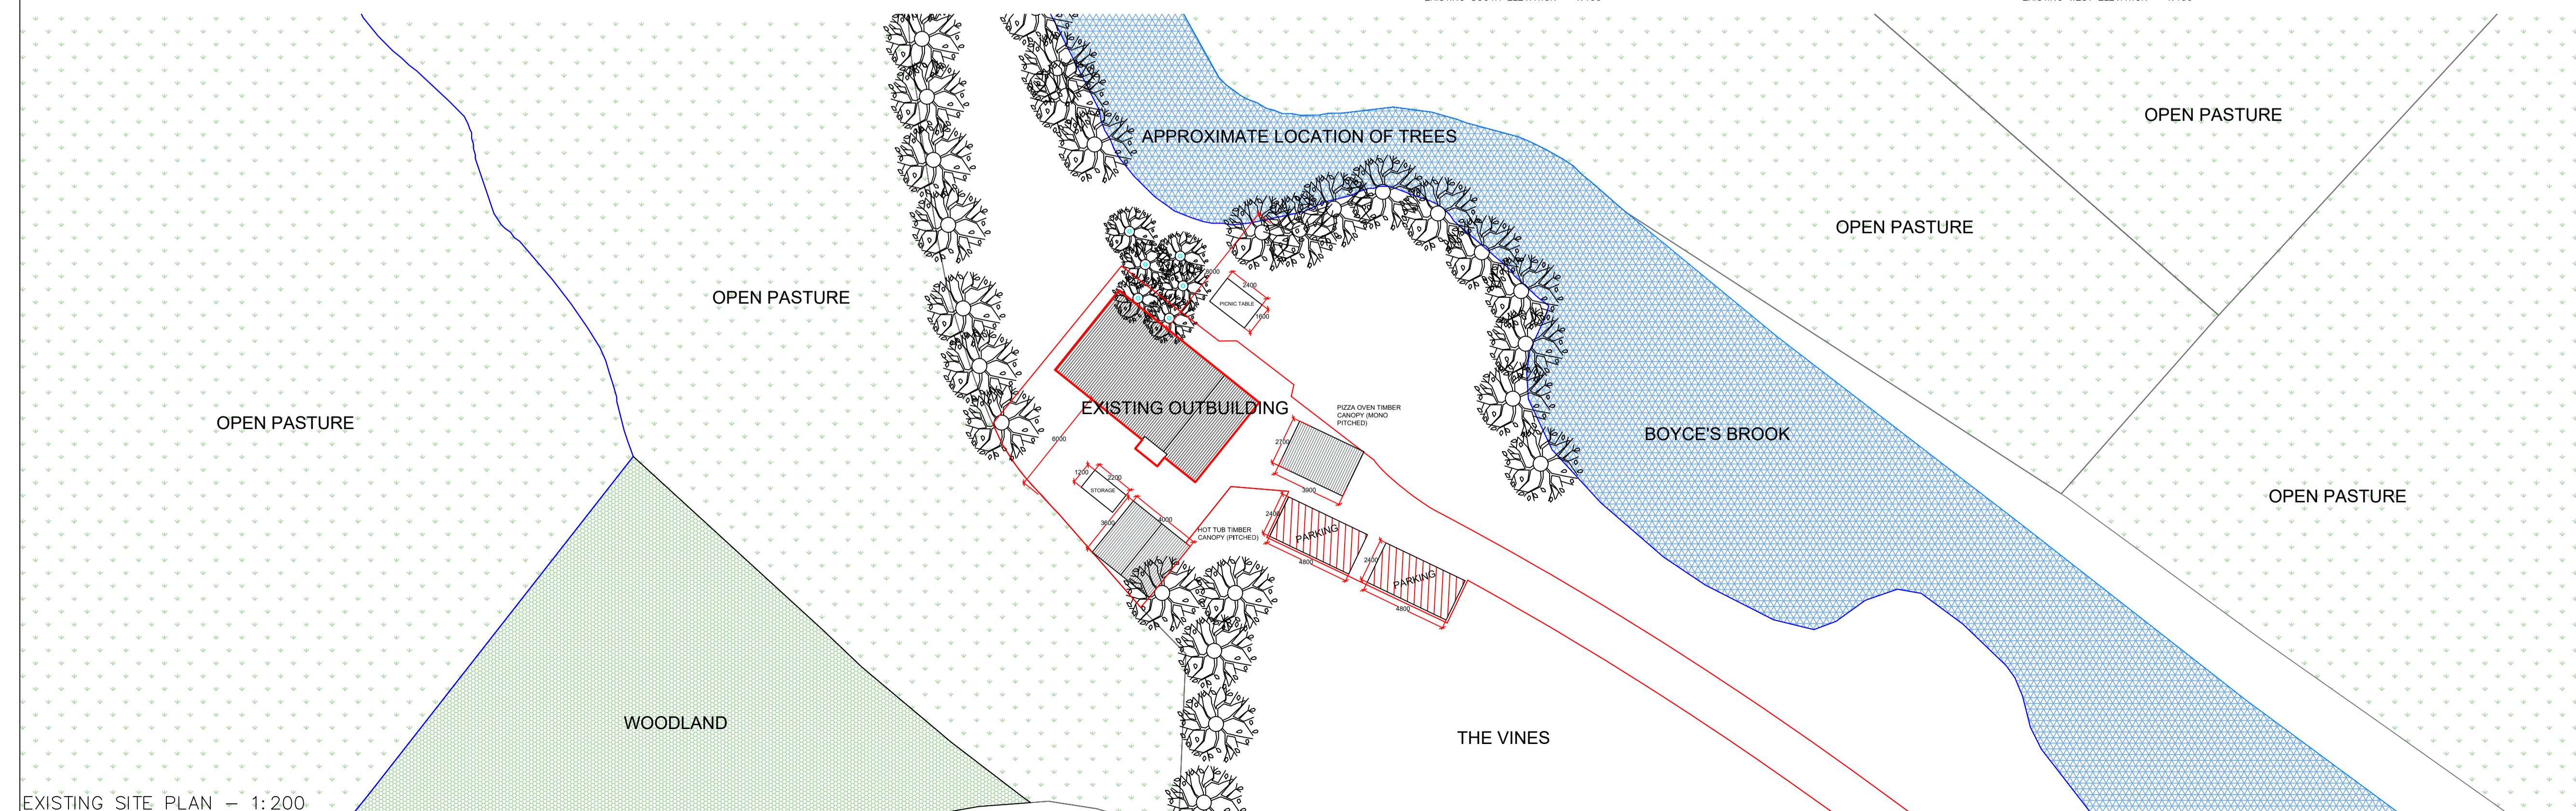 OPEN PASTURE
APPROXIMATE LOCATION OF TREES
OPEN PASTURE
OPEN PASTURE
8000
2400
PICNIC TABLE
1600
OPEN PASTURE
EXISTING OUTBUILDING
PIZZA OVEN TIMBER
CANOPY (MONO
PITCHED)
OPEN PASTURE
BOYCE'S BROOK
6000
2700
1200
2200
STORAGE
3900
OPEN PASTURE
3600
4000
2400
HOT TUB TIMBER
CANOPY (PITCHED)
PARKING
4800
2400
PARKING
4800
WOODLAND
THE VINES
EXISTING SITE PLAN - 1:200